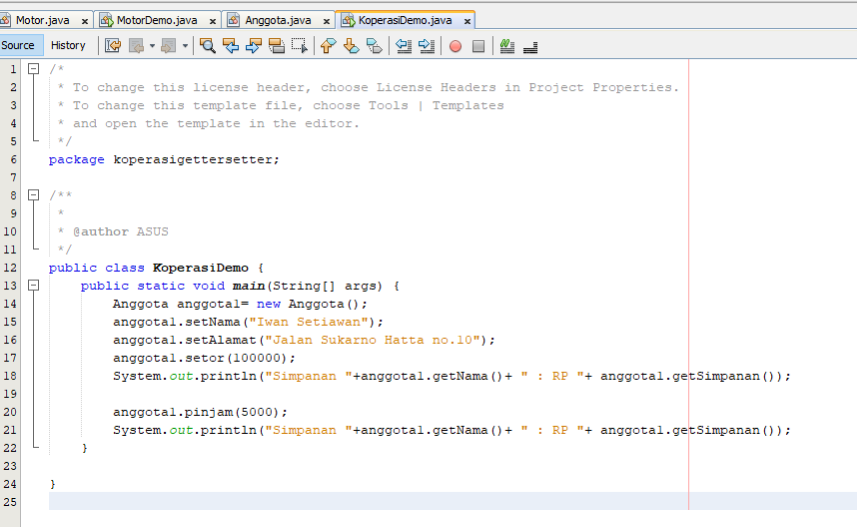 Motor.java x MotorDemo.java x Anggota.java x KoperasiDemo.java x
Source History
1 /*
2 * To change this license header, choose License Headers in Project Properties.
3 * To change this template file, choose Tools | Templates
4 * and open the template in the editor.
5 */
6 package koperasigettersetter;
7
8 /**
9 *
10 * @author ASUS
11 */
12 public class KoperasiDemo {
13 public static void main(String[] args) {
14 Anggota anggota1= new Anggota();
15 anggota1.setNama("Iwan Setiawan");
16 anggota1.setAlamat("Jalan Sukarno Hatta no.10");
17 anggota1.setor(100000);
18 System.out.println("Simpanan "+anggota1.getNama()+ " : RP "+ anggota1.getSimpanan());
19
20 anggota1.pinjam(5000);
21 System.out.println("Simpanan "+anggota1.getNama()+ " : RP "+ anggota1.getSimpanan());
22 }
23
24 }
25